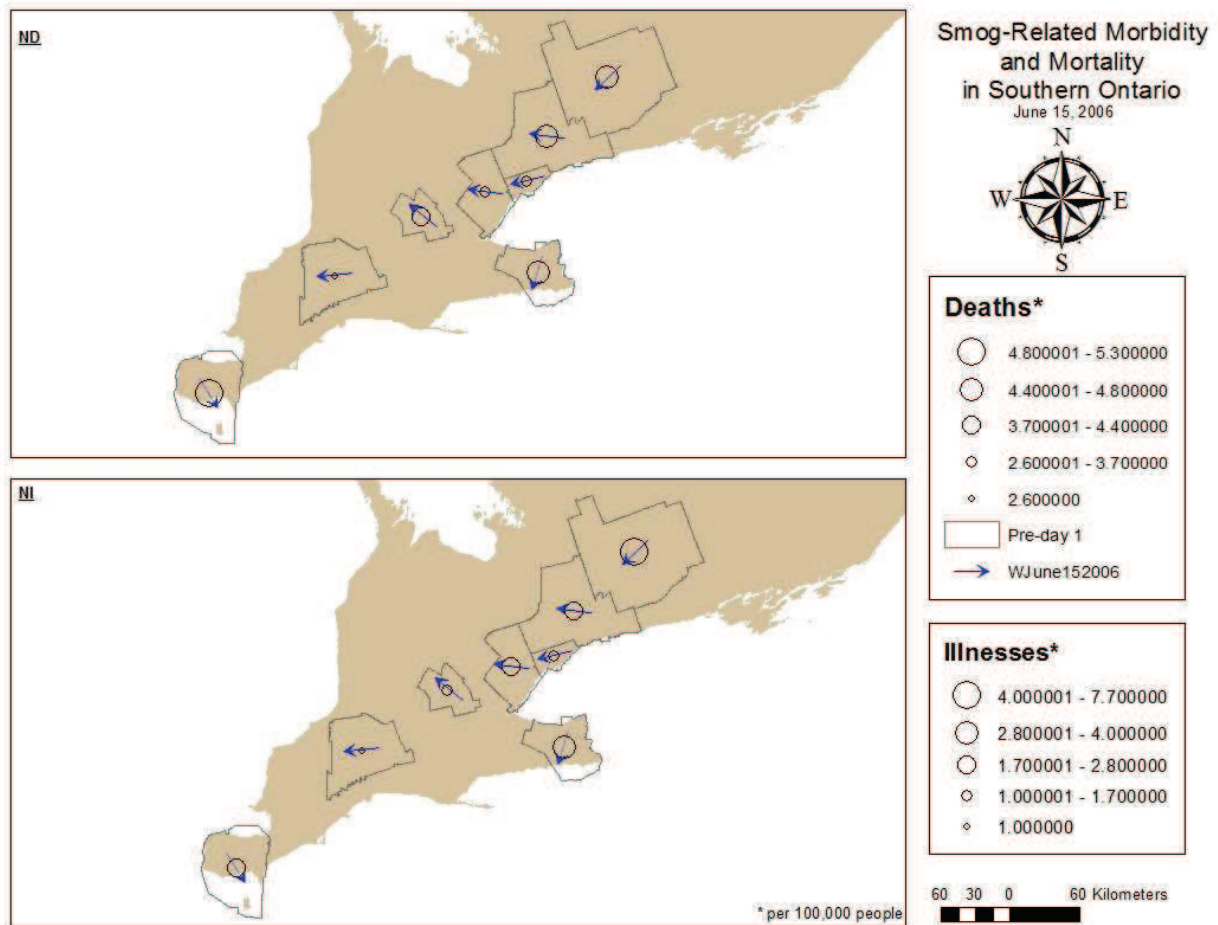 ND
NI
* per 100,000 people
Smog-Related Morbidity
and Mortality
in Southern Ontario
June 15, 2006
N
W E
S
Deaths*
4.800001 - 5.300000
4.400001 - 4.800000
3.700001 - 4.400000
2.600001 - 3.700000
2.600000
Pre-day 1
WJune152006
Illnesses*
4.000001 - 7.700000
2.800001 - 4.000000
1.700001 - 2.800000
1.000001 - 1.700000
1.000000
60 30 0 60 Kilometers